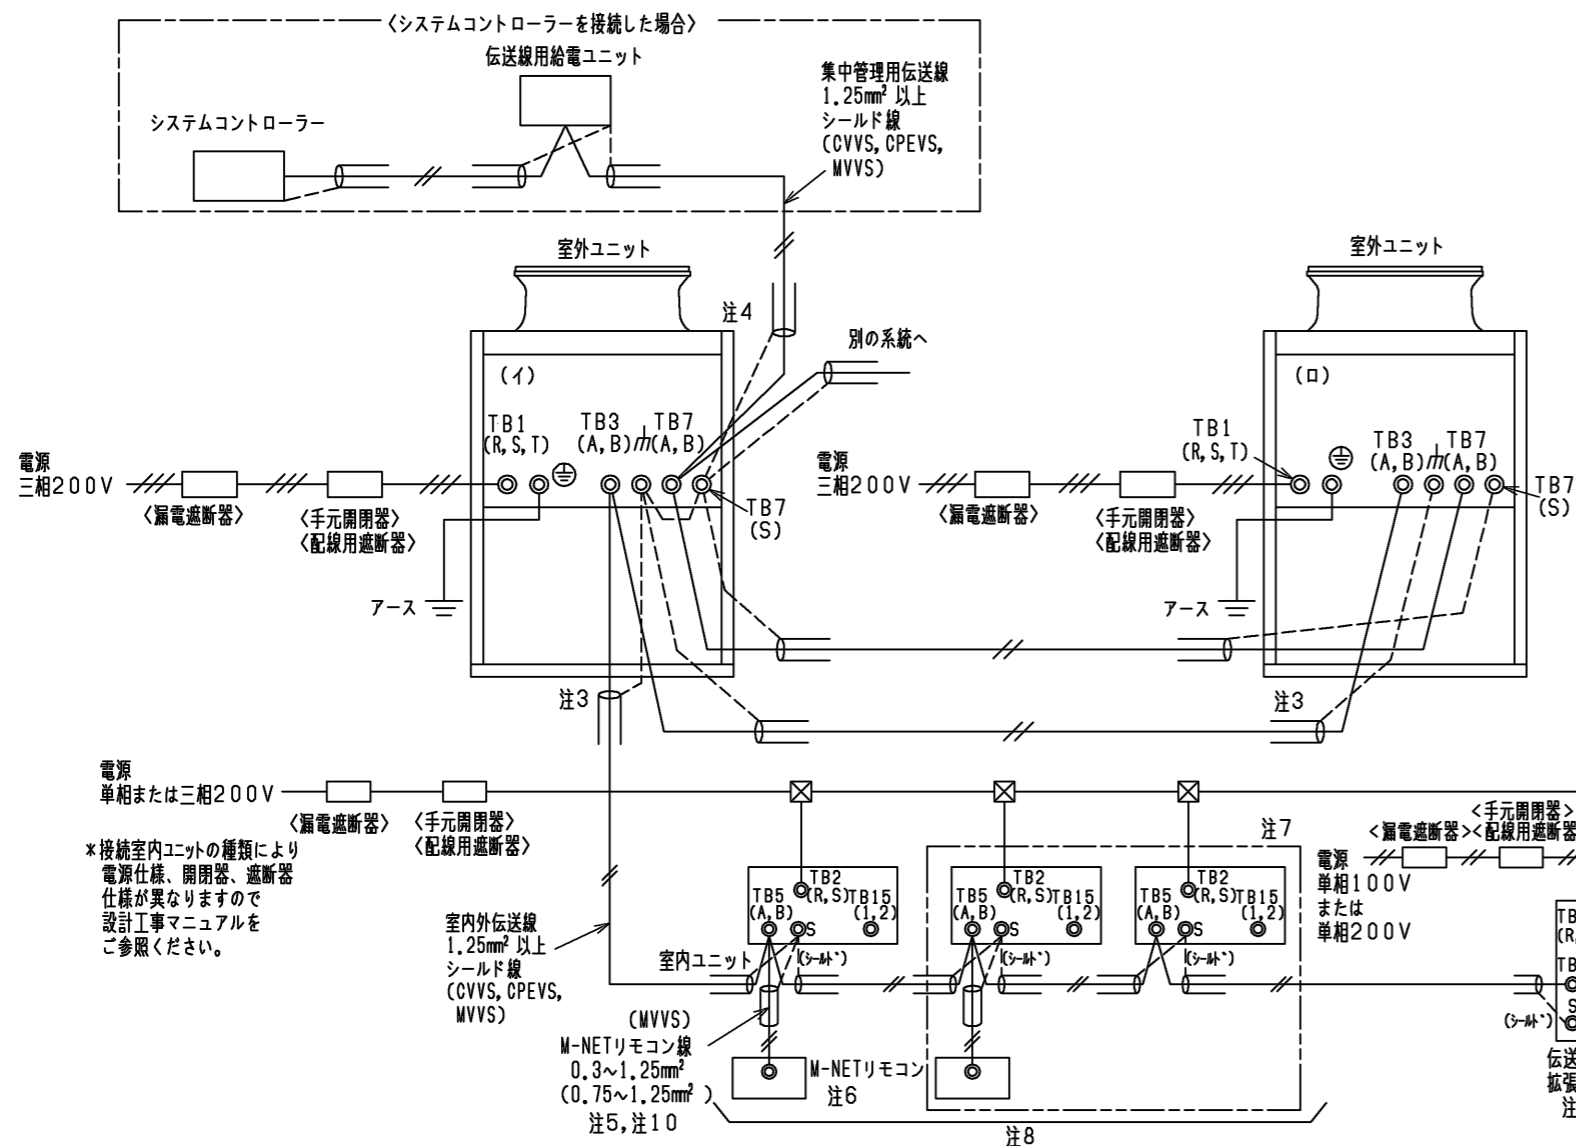 〈システムコントローラーを接続した場合〉
伝送線用給電ユニット
システムコントローラー
集中管理用伝送線
1.25mm² 以上
シールド線
(CVVS, CPEVS,
MVVS)
室外ユニット
室外ユニット
注4
別の系統へ
(イ)
TB1
(R, S, T)
TB3
(A, B)
TB7
(A, B)
TB7
(S)
電源
三相200V
〈漏電遮断器〉
〈手元開閉器〉
〈配線用遮断器〉
アース
(ロ)
TB1
(R, S, T)
TB3
(A, B)
TB7
(A, B)
TB7
(S)
電源
三相200V
〈漏電遮断器〉
〈手元開閉器〉
〈配線用遮断器〉
アース
注3
注3
電源
単相または三相200V
〈漏電遮断器〉
〈手元開閉器〉
〈配線用遮断器〉
*接続室内ユニットの種類により
電源仕様、開閉器、遮断器
仕様が異なりますので
設計工事マニュアルを
ご参照ください。
注7
<漏電遮断器>
<手元開閉器>
<配線用遮断器
電源
単相100V
または
単相200V
TB5
(A, B)
TB2
(R, S)
TB15
(1, 2)
S
TB5
(A, B)
TB2
(R, S)
TB15
(1, 2)
S
TB5
(A, B)
TB2
(R, S)
TB15
(1, 2)
S
室内ユニット
(シールド)
(シールド)
(シールド)
(シールド)
TB
(R,
TB
S
伝送
拡張
注
室内外伝送線
1.25mm² 以上
シールド線
(CVVS, CPEVS,
MVVS)
(MVVS)
M-NETリモコン線
0.3~1.25mm²
(0.75~1.25mm² )
注5, 注10
M-NETリモコン
注6
注8